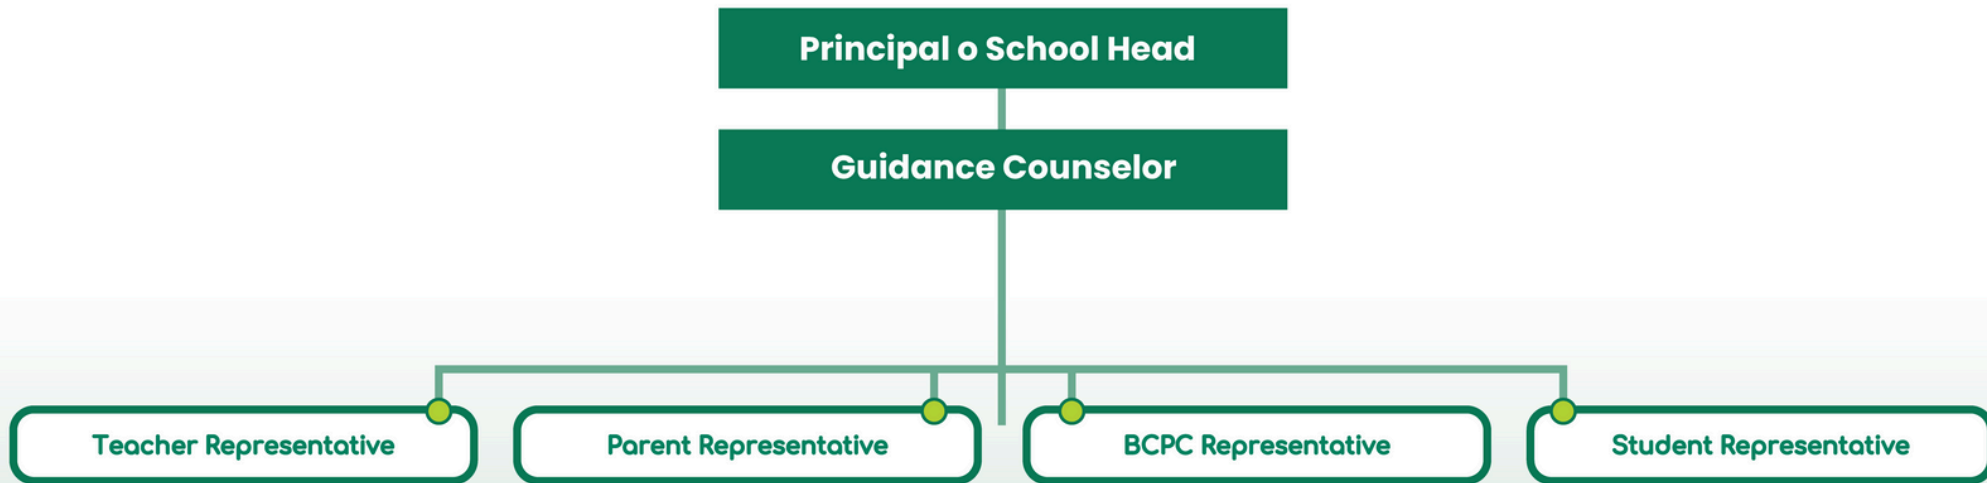 Principal o School Head
Guidance Counselor
Teacher Representative
Parent Representative
BCPC Representative
Student Representative